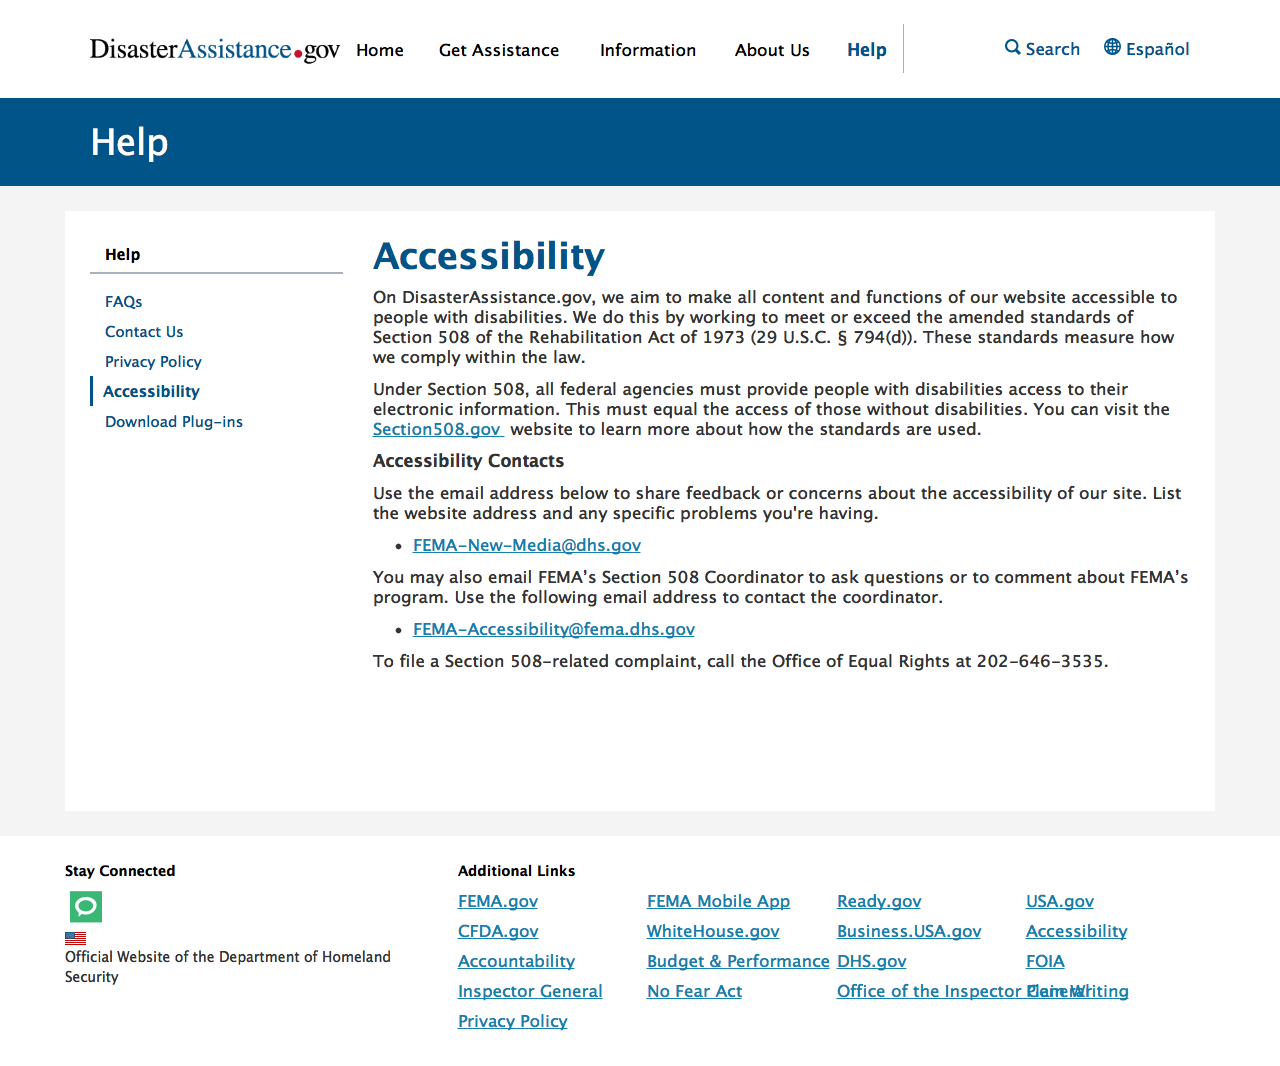 DisasterAssistance.gov Home Get Assistance Information About Us Help Search Español
Help
Help
FAQs
Contact Us
Privacy Policy
Accessibility
Download Plug-ins
Accessibility
On DisasterAssistance.gov, we aim to make all content and functions of our website accessible to
people with disabilities. We do this by working to meet or exceed the amended standards of
Section 508 of the Rehabilitation Act of 1973 (29 U.S.C. § 794(d)). These standards measure how
we comply within the law.
Under Section 508, all federal agencies must provide people with disabilities access to their
electronic information. This must equal the access of those without disabilities. You can visit the
Section508.gov website to learn more about how the standards are used.
Accessibility Contacts
Use the email address below to share feedback or concerns about the accessibility of our site. List
the website address and any specific problems you're having.
• FEMA-New-Media@dhs.gov
You may also email FEMA’s Section 508 Coordinator to ask questions or to comment about FEMA’s
program. Use the following email address to contact the coordinator.
• FEMA-Accessibility@fema.dhs.gov
To file a Section 508-related complaint, call the Office of Equal Rights at 202-646-3535.
Stay Connected
Official Website of the Department of Homeland
Security
Additional Links
FEMA.gov FEMA Mobile App Ready.gov USA.gov
CFDA.gov WhiteHouse.gov Business.USA.gov Accessibility
Accountability Budget & Performance DHS.gov FOIA
Inspector General No Fear Act Office of the Inspector General Plain Writing
Privacy Policy